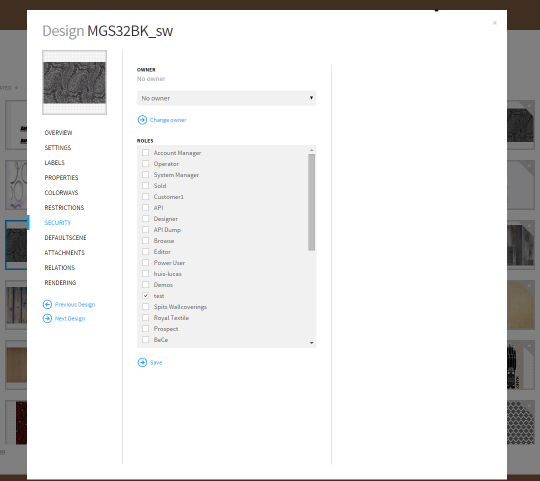 Design MGS32BK_sw
×
OVERVIEW
SETTINGS
LABELS
PROPERTIES
COLORWAYS
RESTRICTIONS
SECURITY
DEFAULTSCENE
ATTACHMENTS
RELATIONS
RENDERING
Previous Design
Next Design
OWNER
No owner
No owner
Change owner
ROLES
Account Manager
Operator
System Manager
Sold
Customer1
API
Designer
API Dump
Browse
Editor
Power User
huis-lucas
Demos
test
Spits Wallcoverings
Royal Textile
Prospect
BeCe
Save